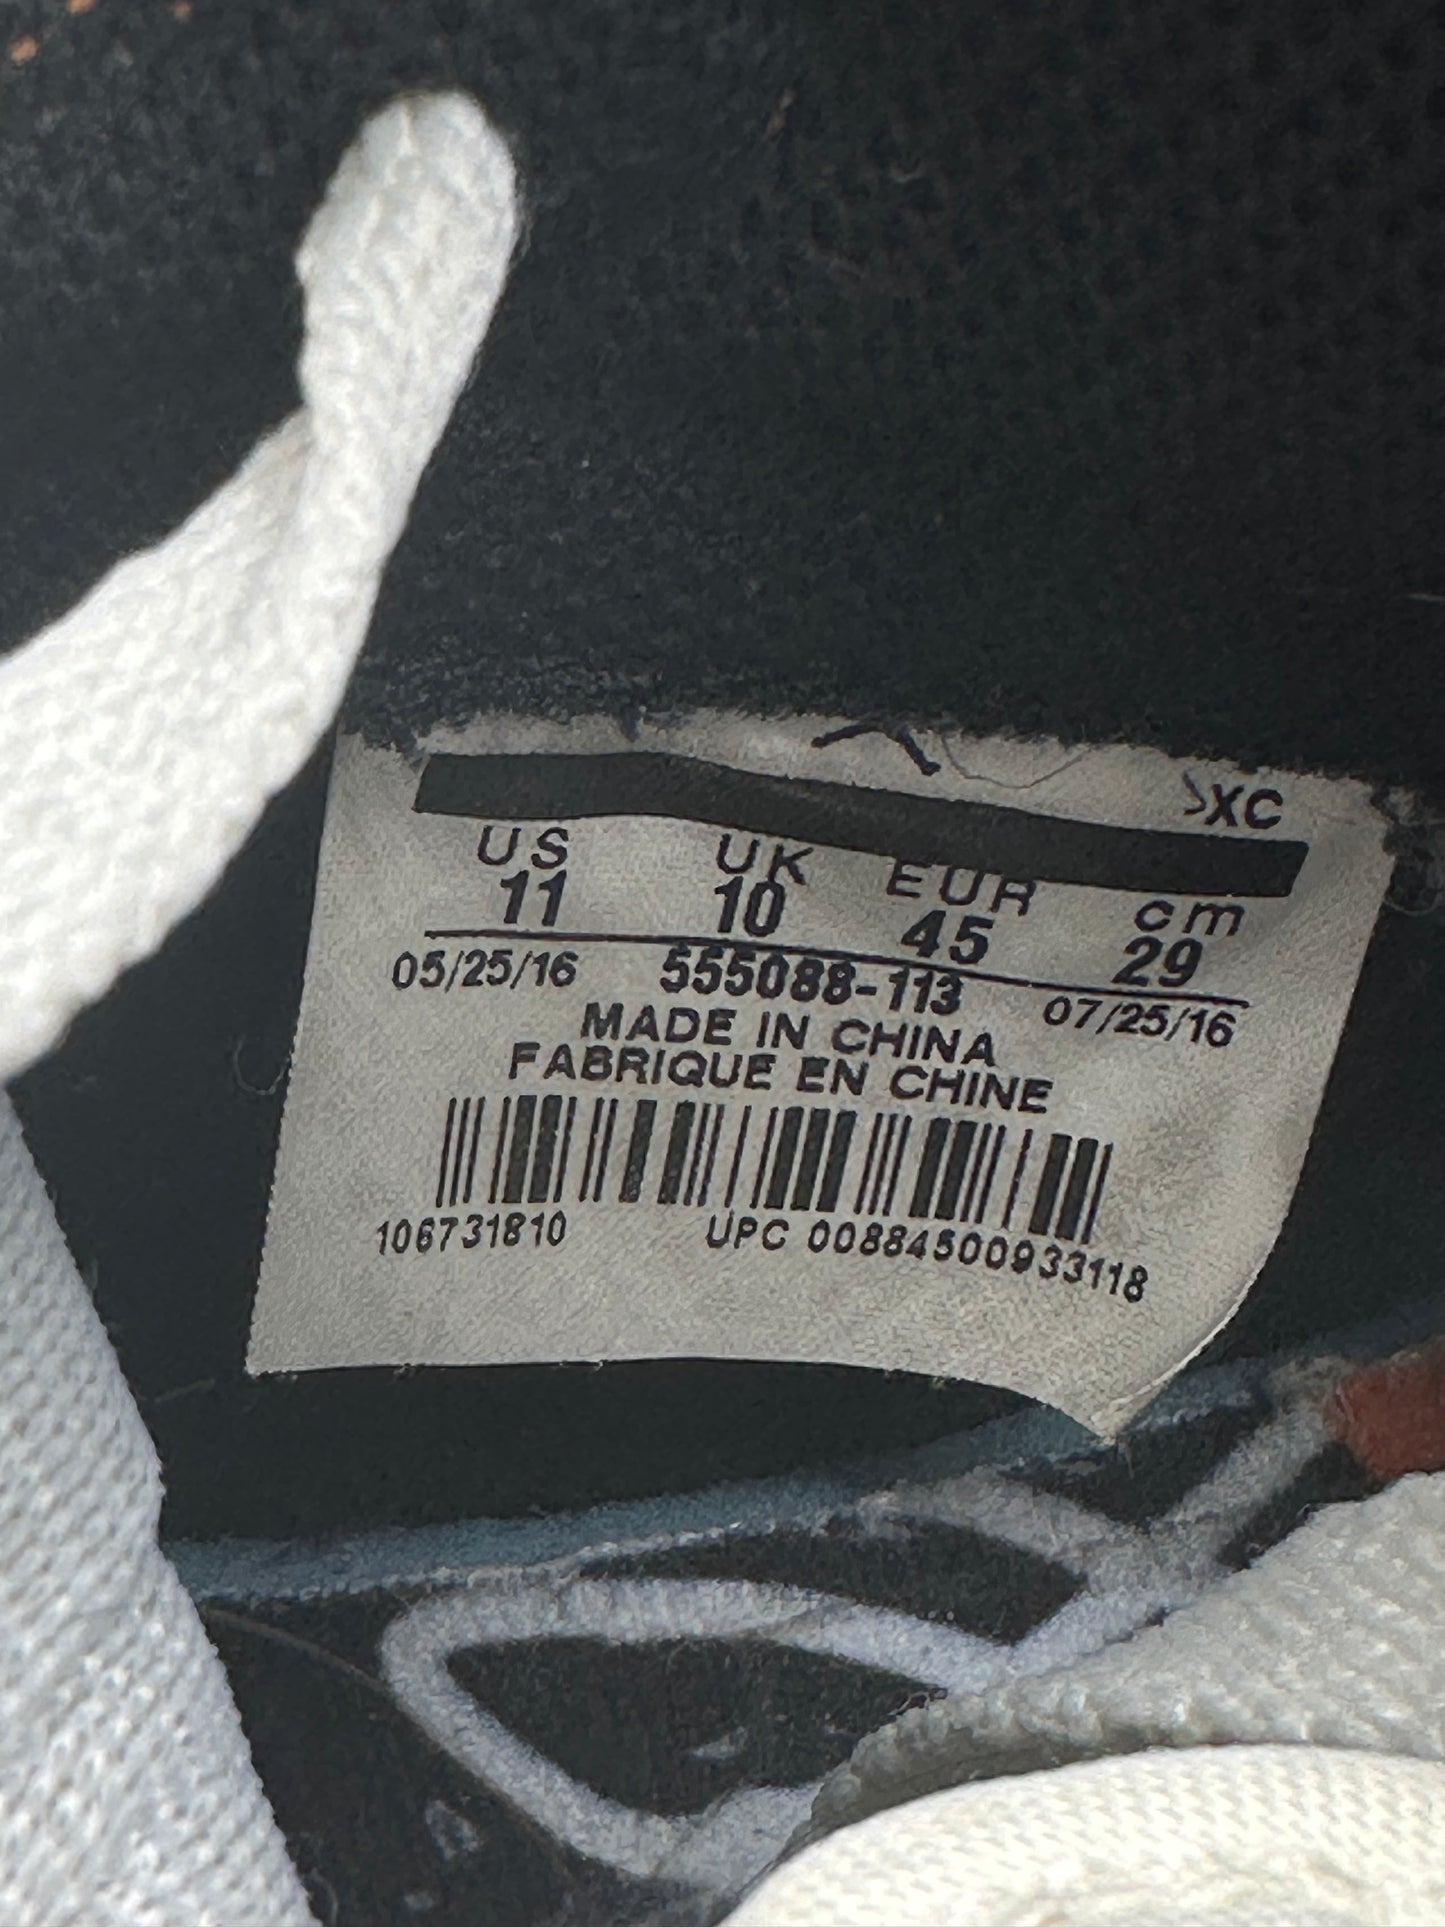 >XC
US UK EUR cm
11 10 45 29
05/25/16 555088-113 07/25/16
MADE IN CHINA
FABRIQUE EN CHINE
106731810 UPC 00884500933118